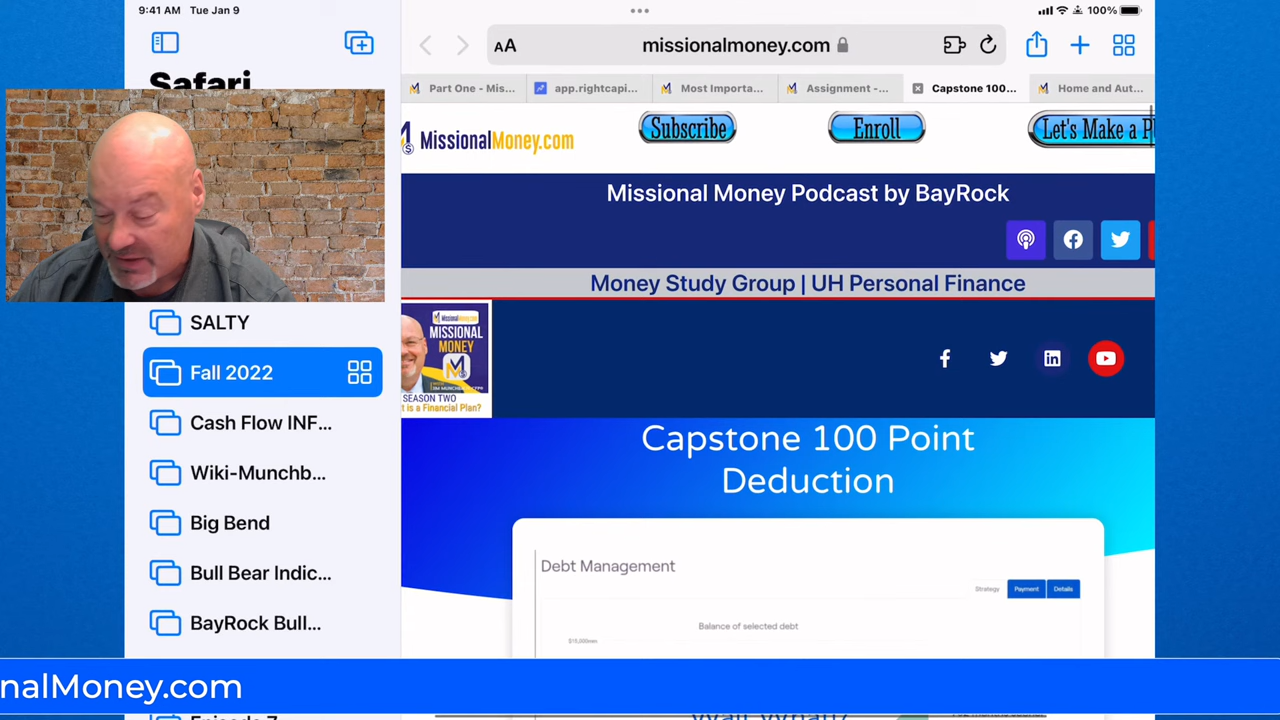 9:41 AM Tue Jan 9
100%
Safari
AA missionalmoney.com
Part One - Mis...
app.rightcapi...
Most Importa...
Assignment -...
Capstone 100...
Home and Aut...
MissionalMoney.com
Subscribe
Enroll
Let's Make a P
Missional Money Podcast by BayRock
Money Study Group | UH Personal Finance
MissionalMoney.com
MISSIONAL
MONEY
SEASON TWO
t is a Financial Plan?
SALTY
Fall 2022
Cash Flow INF...
Wiki-Munchb...
Big Bend
Bull Bear Indic...
BayRock Bull...
Capstone 100 Point
Deduction
Debt Management
Strategy Payment Details
Balance of selected debt
nalMoney.com